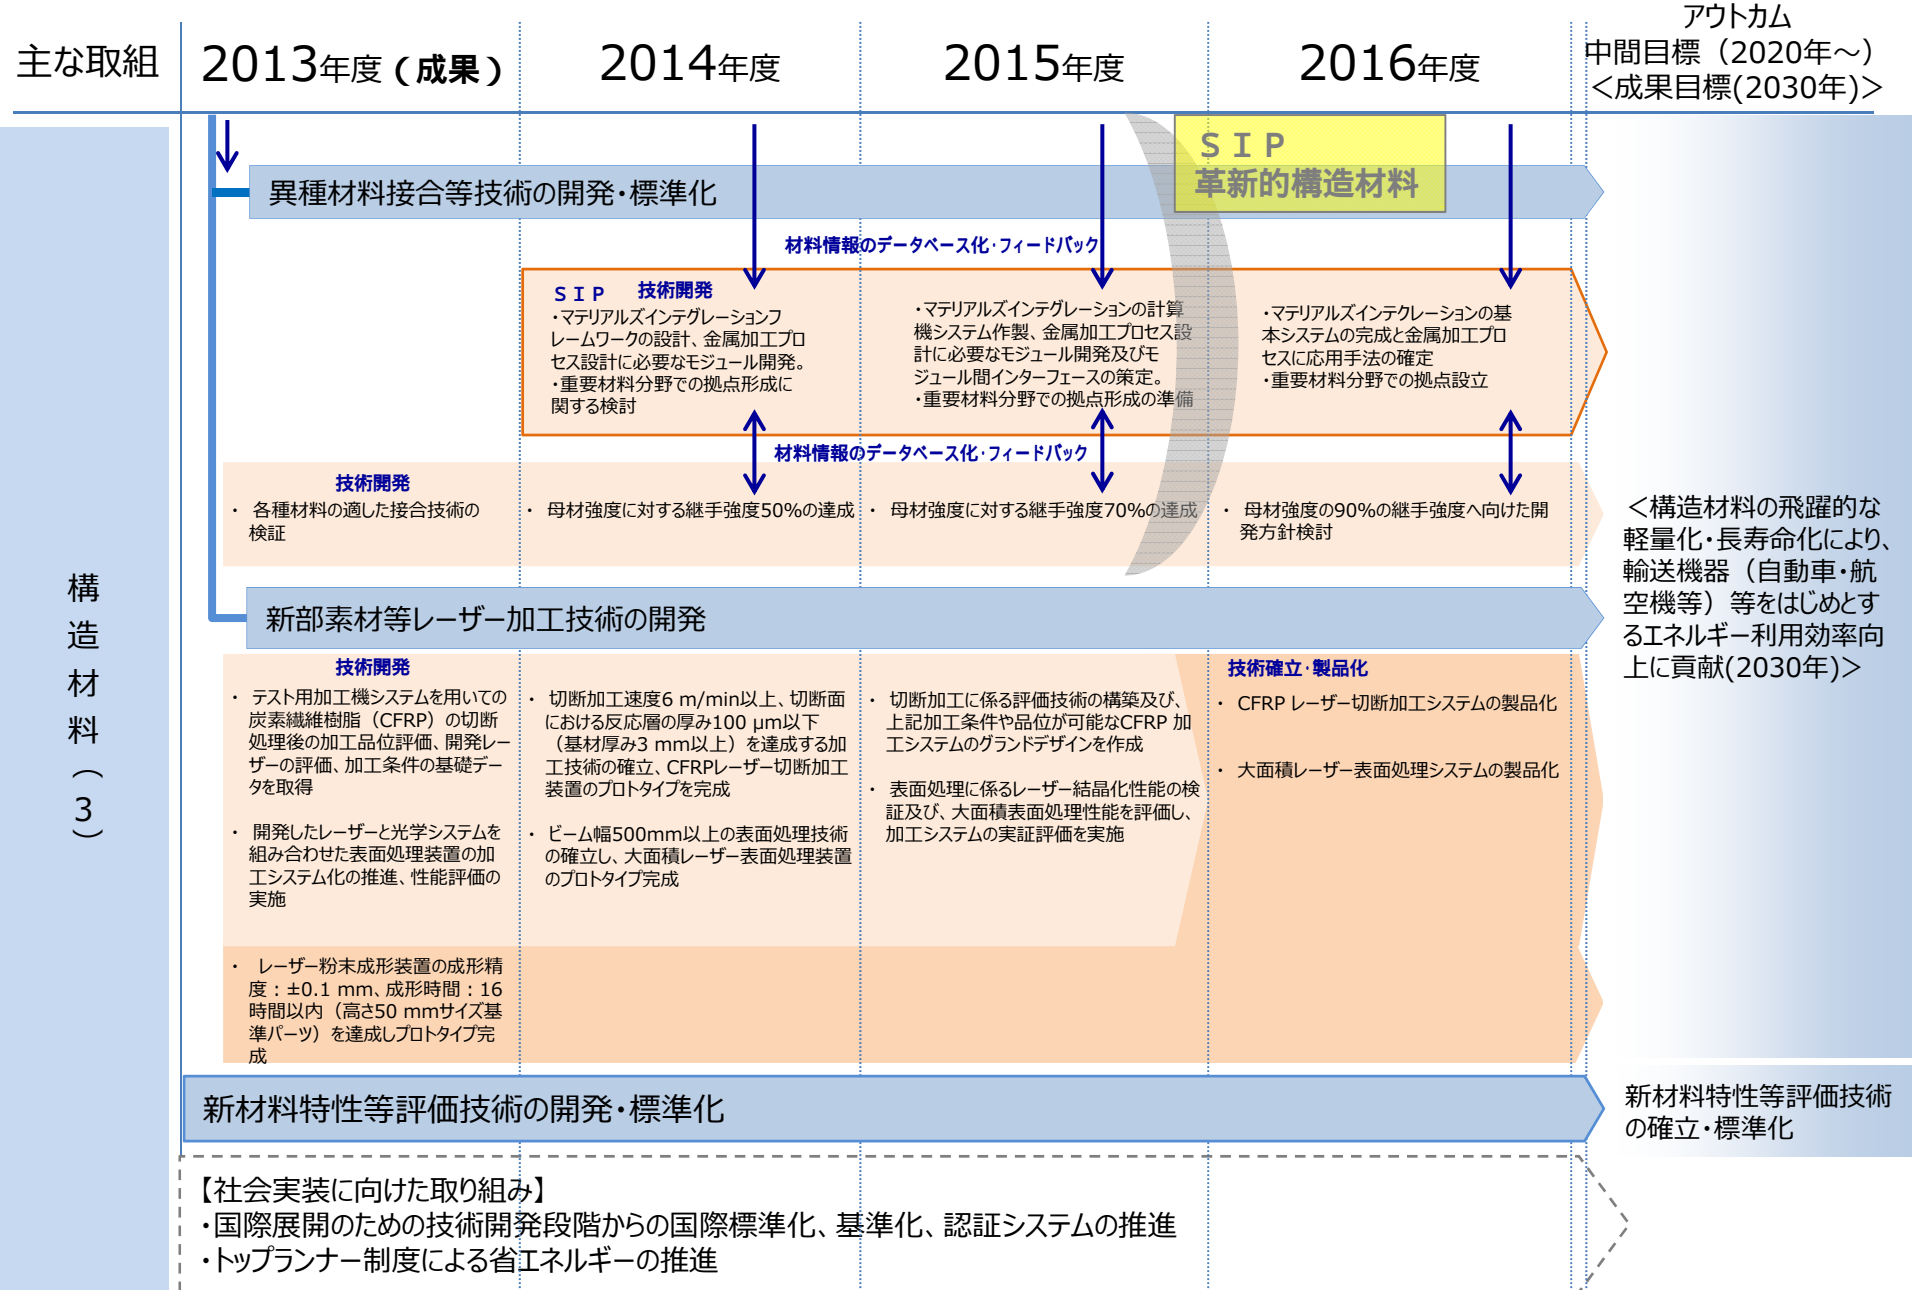 主な取組
2013年度(成果)
2014年度
2015年度
2016年度
アウトカム
中間目標（2020年～）
＜成果目標(2030年)＞
構
造
材
料
（
3
）
異種材料接合等技術の開発・標準化
ＳＩＰ
革新的構造材料
材料情報のデータベース化・フィードバック
ＳＩＰ 技術開発
・マテリアルズインテグレーションフ
レームワークの設計、金属加工プロ
セス設計に必要なモジュール開発。
・重要材料分野での拠点形成に
関する検討
・マテリアルズインテグレーションの計算
機システム作製、金属加工プロセス設
計に必要なモジュール開発及びモ
ジュール間インターフェースの策定。
・重要材料分野での拠点形成の準備
・マテリアルズインテクレーションの基
本システムの完成と金属加工プロ
セスに応用手法の確定
・重要材料分野での拠点設立
材料情報のデータベース化・フィードバック
技術開発
・ 各種材料の適した接合技術の
検証
・ 母材強度に対する継手強度50%の達成
・ 母材強度に対する継手強度70%の達成
・ 母材強度の90%の継手強度へ向けた開
発方針検討
新部素材等レーザー加工技術の開発
技術開発
・ テスト用加工機システムを用いての
炭素繊維樹脂（CFRP）の切断
処理後の加工品位評価、開発レー
ザーの評価、加工条件の基礎デー
タを取得
・ 開発したレーザーと光学システムを
組み合わせた表面処理装置の加
工システム化の推進、性能評価の
実施
・ 切断加工速度6 m/min以上、切断面
における反応層の厚み100 μm以下
（基材厚み3 mm以上）を達成する加
工技術の確立、CFRPレーザー切断加工
装置のプロトタイプを完成
・ ビーム幅500mm以上の表面処理技術
の確立し、大面積レーザー表面処理装置
のプロトタイプ完成
・ 切断加工に係る評価技術の構築及び、
上記加工条件や品位が可能なCFRP 加
工システムのグランドデザインを作成
・ 表面処理に係るレーザー結晶化性能の検
証及び、大面積表面処理性能を評価し、
加工システムの実証評価を実施
技術確立・製品化
・ CFRP レーザー切断加工システムの製品化
・ 大面積レーザー表面処理システムの製品化
・ レーザー粉末成形装置の成形精
度：±0.1 mm、成形時間：16
時間以内（高さ50 mmサイズ基
準パーツ）を達成しプロトタイプ完
成
＜構造材料の飛躍的な
軽量化・長寿命化により、
輸送機器（自動車・航
空機等）等をはじめとす
るエネルギー利用効率向
上に貢献(2030年)＞
新材料特性等評価技術の開発・標準化
新材料特性等評価技術
の確立・標準化
【社会実装に向けた取り組み】
・国際展開のための技術開発段階からの国際標準化、基準化、認証システムの推進
・トップランナー制度による省エネルギーの推進